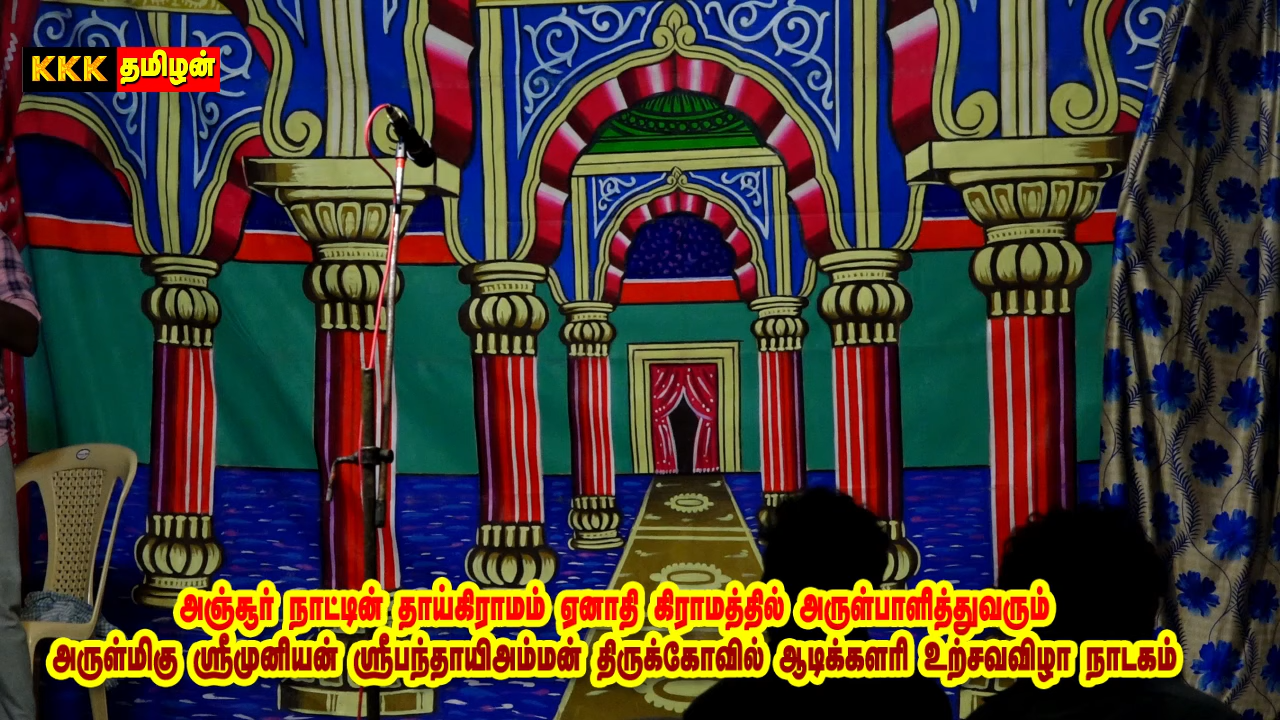 KKK தமிழன்
அஞ்சூர் நாட்டின் தாய்கிராமம் ஏனாதி கிராமத்தில் அருள்பாளித்துவரும்
அருள்மிகு ஸ்ரீமுனியன் ஸ்ரீபந்தாயிஅம்மன் திருக்கோவில் ஆடிக்களரி உற்சவவிழா நாடகம்